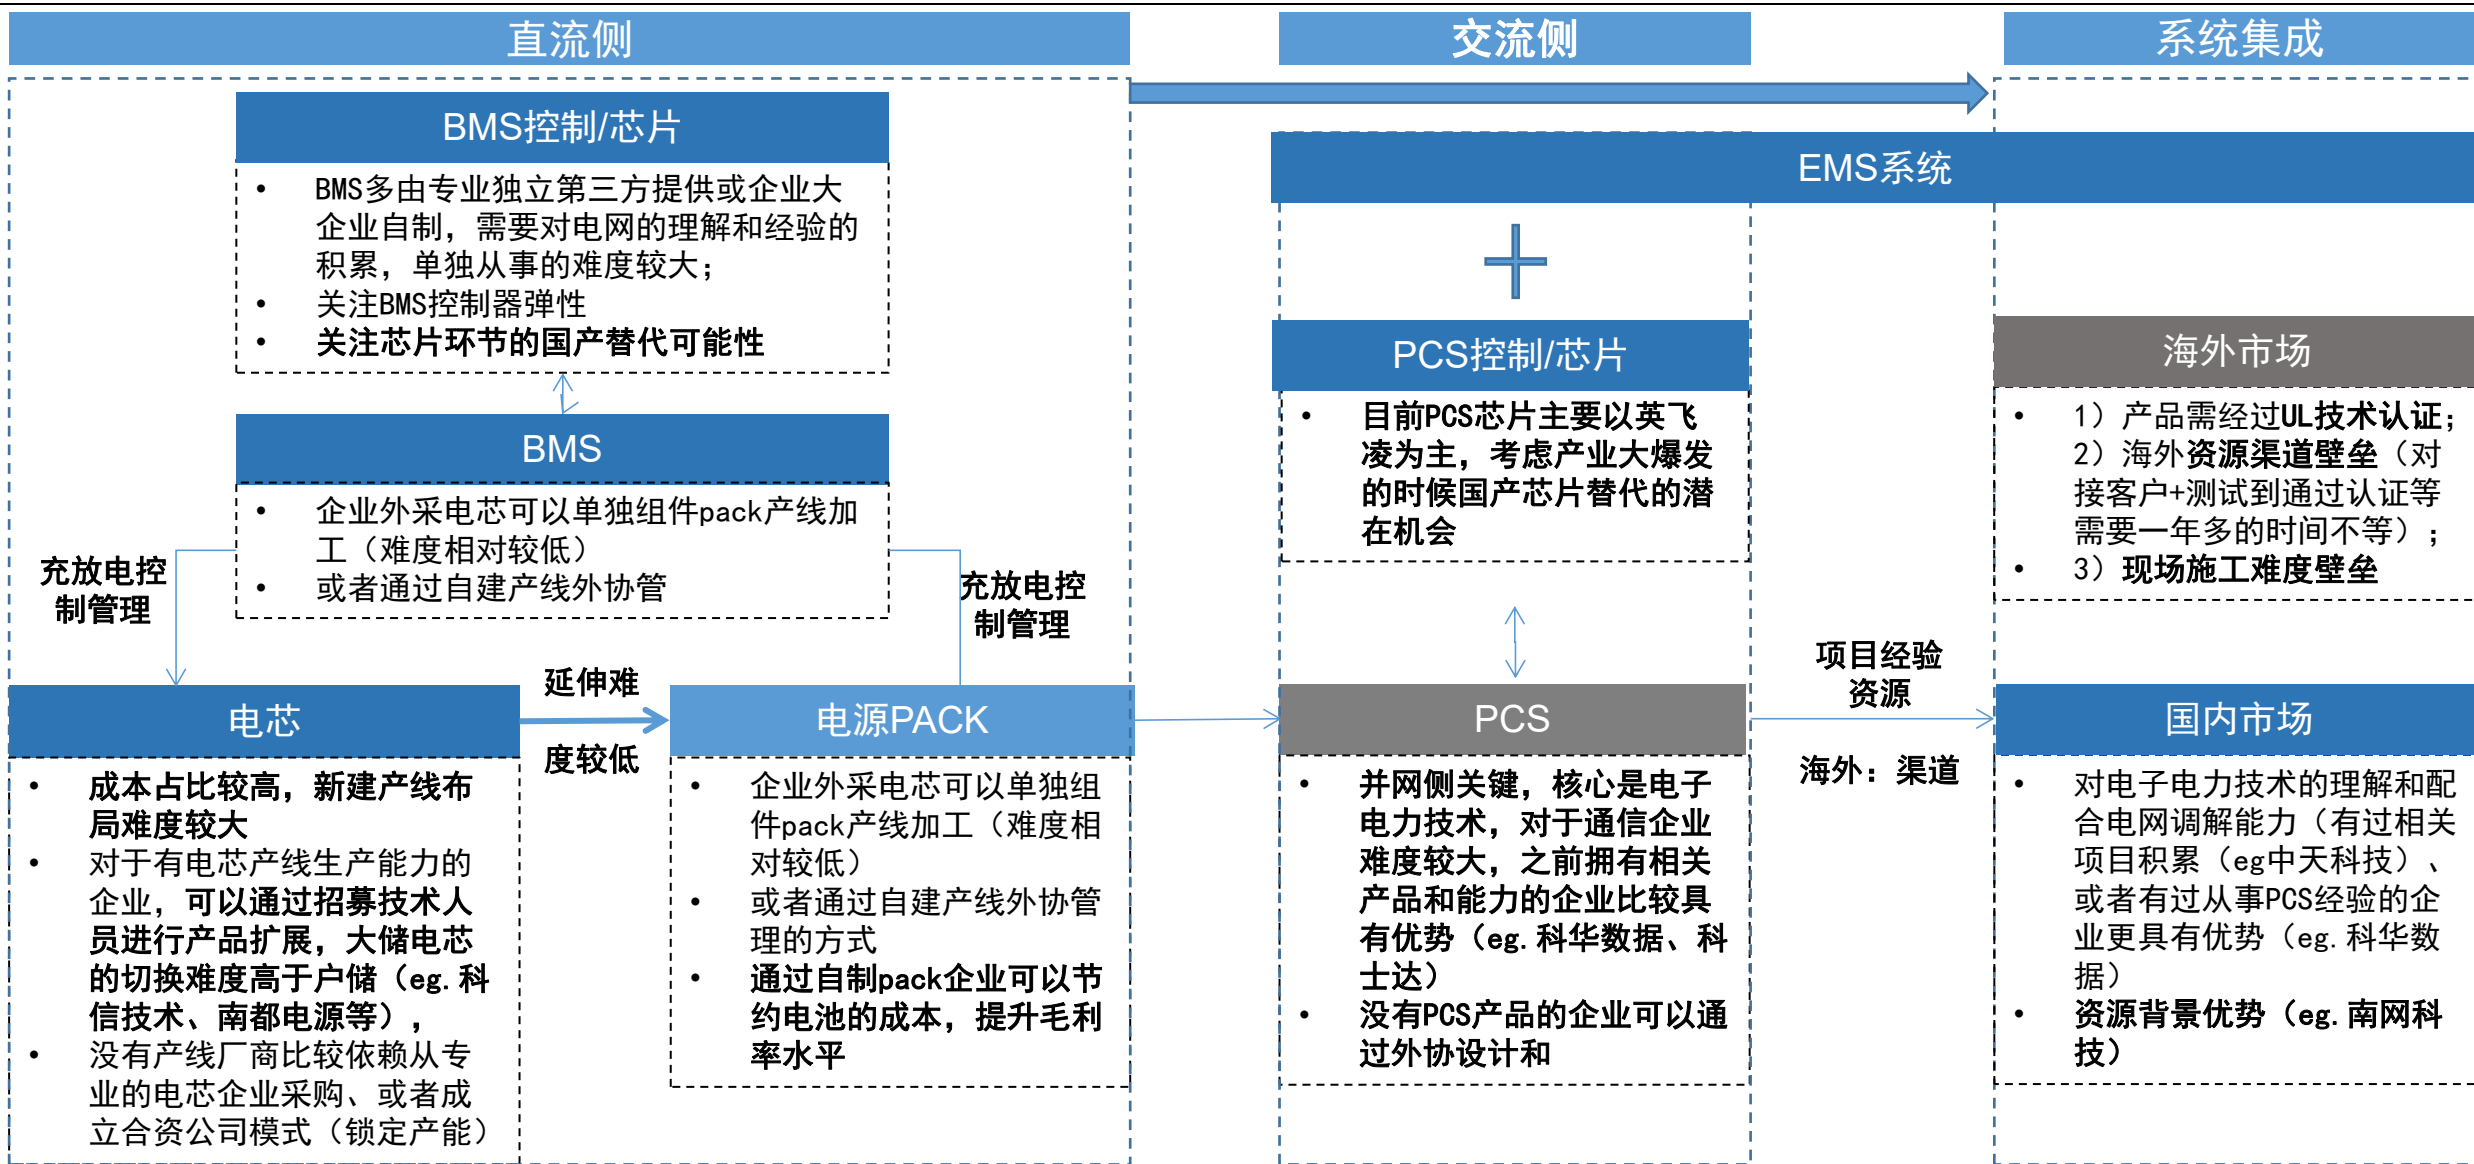 直流侧
交流侧
系统集成
BMS控制/芯片
• BMS多由专业独立第三方提供或企业大
企业自制，需要对电网的理解和经验的
积累，单独从事的难度较大；
• 关注BMS控制器弹性
• 关注芯片环节的国产替代可能性
BMS
• 企业外采电芯可以单独组件pack产线加
工（难度相对较低）
• 或者通过自建产线外协管
充放电控
制管理
充放电控
制管理
电芯
• 成本占比较高，新建产线布
局难度较大
• 对于有电芯产线生产能力的
企业，可以通过招募技术人
员进行产品扩展，大储电芯
的切换难度高于户储（eg.科
信技术、南都电源等），
• 没有产线厂商比较依赖从专
业的电芯企业采购、或者成
立合资公司模式（锁定产能）
延伸难
度较低
电源PACK
• 企业外采电芯可以单独组
件pack产线加工（难度相
对较低）
• 或者通过自建产线外协管
理的方式
• 通过自制pack企业可以节
约电池的成本，提升毛利
率水平
EMS系统
PCS控制/芯片
• 目前PCS芯片主要以英飞
凌为主，考虑产业大爆发
的时候国产芯片替代的潜
在机会
PCS
• 并网侧关键，核心是电子
电力技术，对于通信企业
难度较大，之前拥有相关
产品和能力的企业比较具
有优势（eg.科华数据、科
士达）
• 没有PCS产品的企业可以通
过外协设计和
项目经验
资源
海外：渠道
海外市场
• 1）产品需经过UL技术认证；
2）海外资源渠道壁垒（对
接客户+测试到通过认证等
需要一年多的时间不等）；
• 3）现场施工难度壁垒
国内市场
• 对电子电力技术的理解和配
合电网调解能力（有过相关
项目积累（eg中天科技）、
或者有过从事PCS经验的企
业更具有优势（eg.科华数
据）
• 资源背景优势（eg.南网科
技）